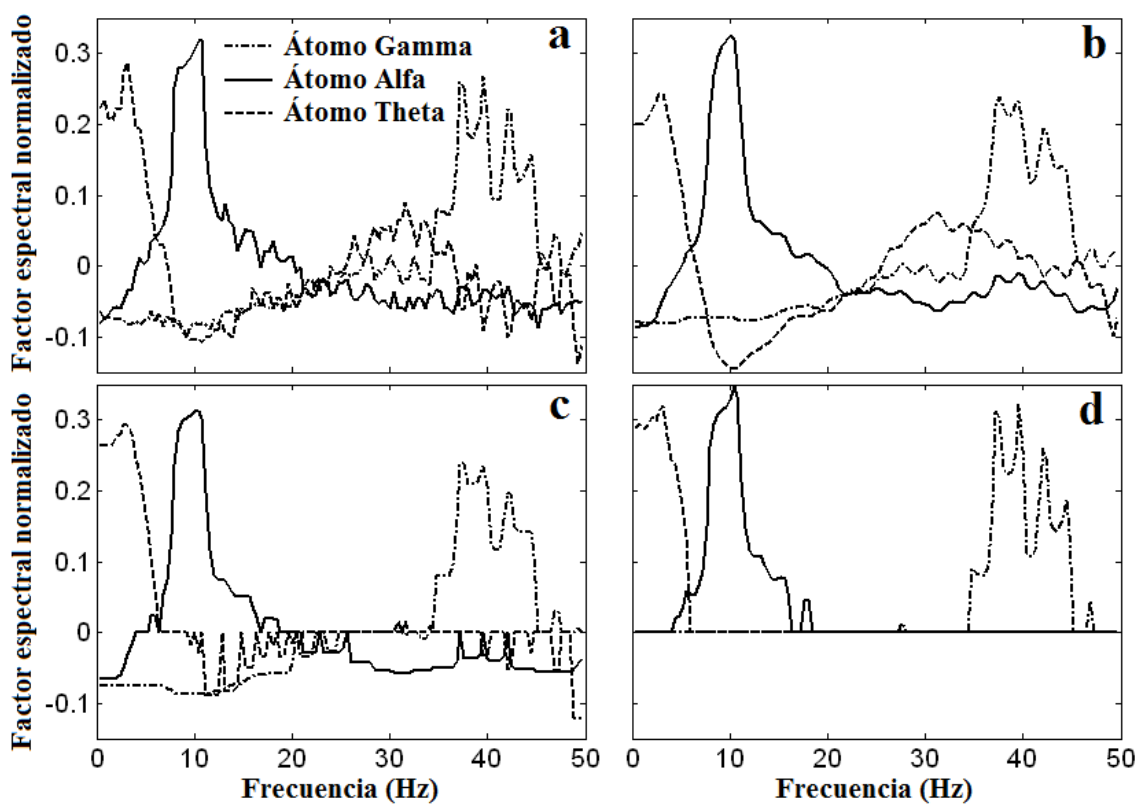 a
b
Átomo Gamma
Átomo Alfa
Átomo Theta
Factor espectral normalizado
0.3
0.2
0.1
0
-0.1
c
d
Factor espectral normalizado
0.3
0.2
0.1
0
-0.1
0 10 20 30 40 50
0 10 20 30 40 50
Frecuencia (Hz)
Frecuencia (Hz)